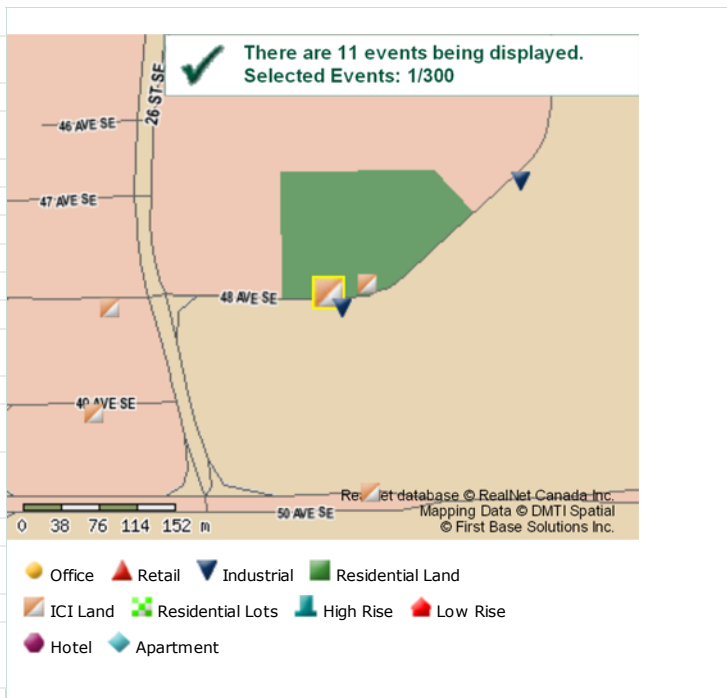 There are 11 events being displayed.
Selected Events: 1/300
26 ST SE
46 AVE SE
47 AVE SE
48 AVE SE
AVE SE
et database © RealNet Canada Inc.
Mapping Data © DMTI Spatial
50 AVE SE
© First Base Solutions Inc.
0 38 76 114 152 m
Office Retail Industrial Residential Land
ICI Land Residential Lots High Rise Low Rise
Hotel Apartment